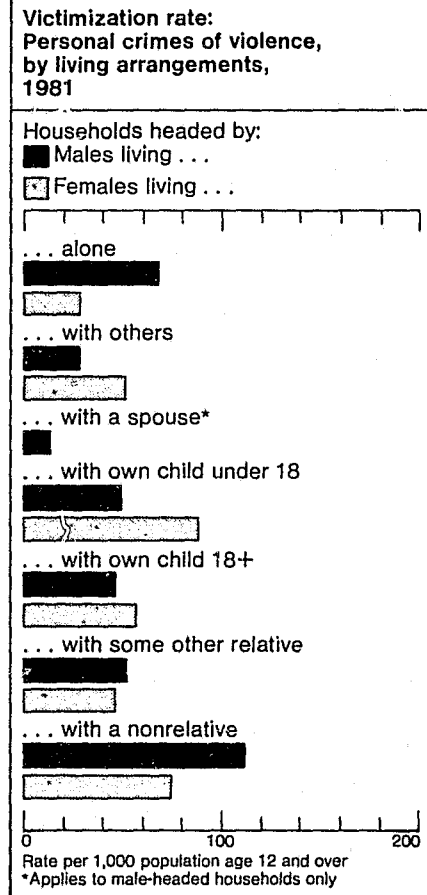 Victimization rate:
Personal crimes of violence,
by living arrangements,
1981
Households headed by:
Males living . . .
Females living . . .
. . . alone
. . . with others
. . . with a spouse*
. . . with own child under 18
. . . with own child 18+
. . . with some other relative
. . . with a nonrelative
0 100 200
Rate per 1,000 population age 12 and over
*Applies to male-headed households only